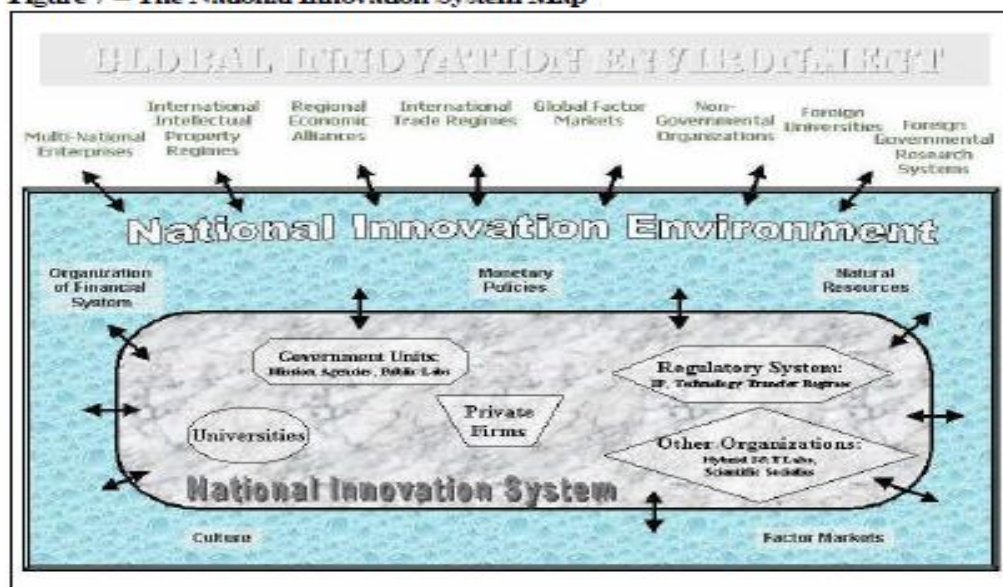 Figure 7 – The National Innovation System Map
GLOBAL INNOVATION ENVIRONMENT
Multi-National
Enterprises
International
Intellectual
Property
Regimes
Regional
Economic
Alliances
International
Trade Regimes
Global Factor
Markets
Non-
Governmental
Organizations
Foreign
Universities
Foreign
Governmental
Research
Systems
National Innovation Environment
Organization
of Financial
System
Monetary
Policies
Natural
Resources
Government Units:
Mission, Agencies, Public Labs
Regulatory System:
IP, Technology Transfer Regimes
Universities
Private
Firms
Other Organizations:
Hybrid S&T Labs,
Scientific Societies
National Innovation System
Culture
Factor Markets